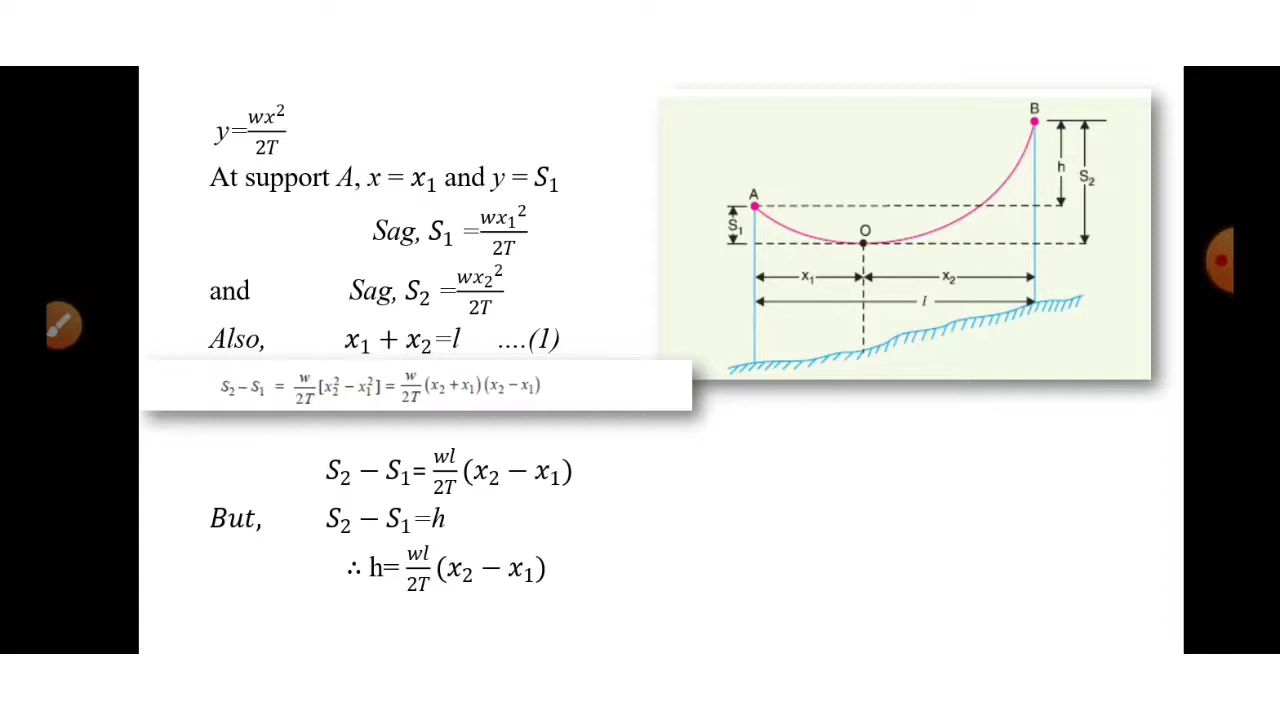 y=wx²/2T
At support A, x = x₁ and y = S₁
Sag, S₁ =wx₁²/2T
and Sag, S₂ =wx₂²/2T
Also, x₁ + x₂=l ....(1)
S₂ – S₁ = w/2T [x₂² – x₁²] = w/2T (x₂ + x₁) (x₂ – x₁)
S₂ − S₁= wl/2T (x₂ − x₁)
But, S₂ − S₁=h
∴ h= wl/2T (x₂ − x₁)
B
h
S₂
A
S₁
O
x₁
x₂
l